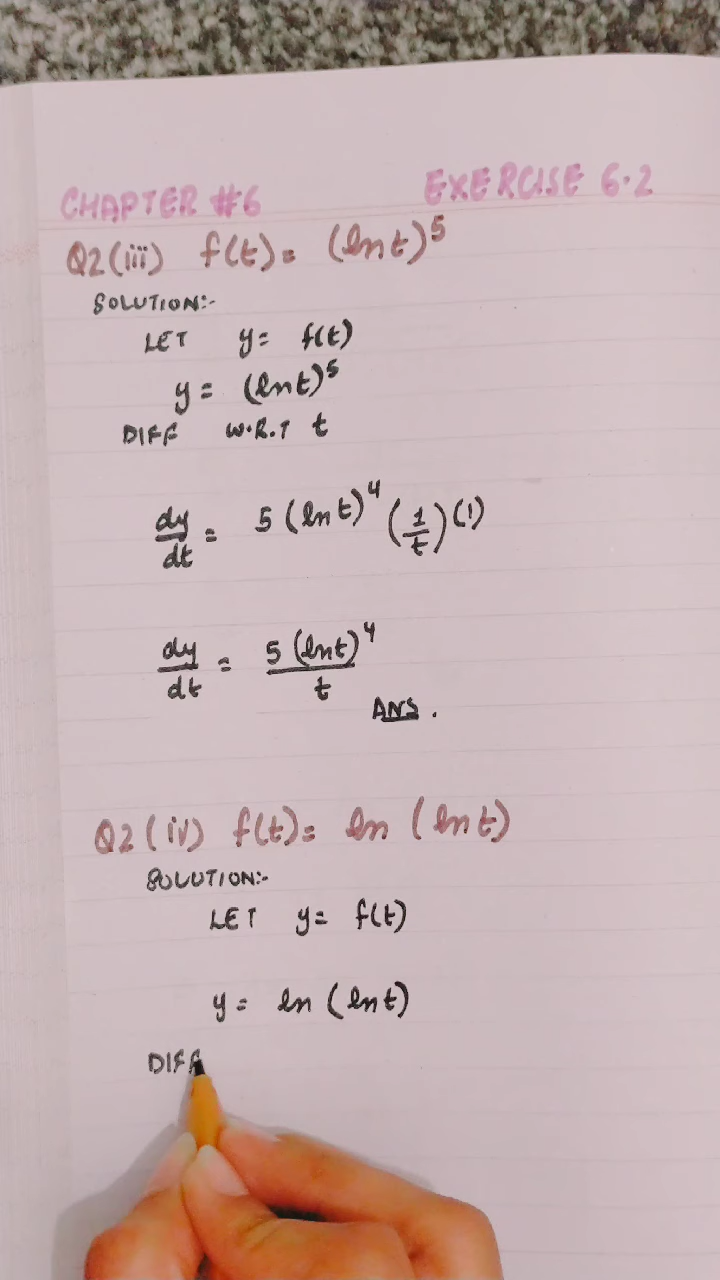 CHAPTER #6 EXERCISE 6.2
Q2(iii) f(t) = (ln t)⁵
SOLUTION:-
LET y = f(t)
y = (ln t)⁵
DIFF W.R.T t
dy/dt = 5 (ln t)⁴ (1/t) (1)
dy/dt = 5 (ln t)⁴/t
ANS.
Q2(iv) f(t) = ln (ln t)
SOLUTION:-
LET y = f(t)
y = ln (ln t)
DIFF